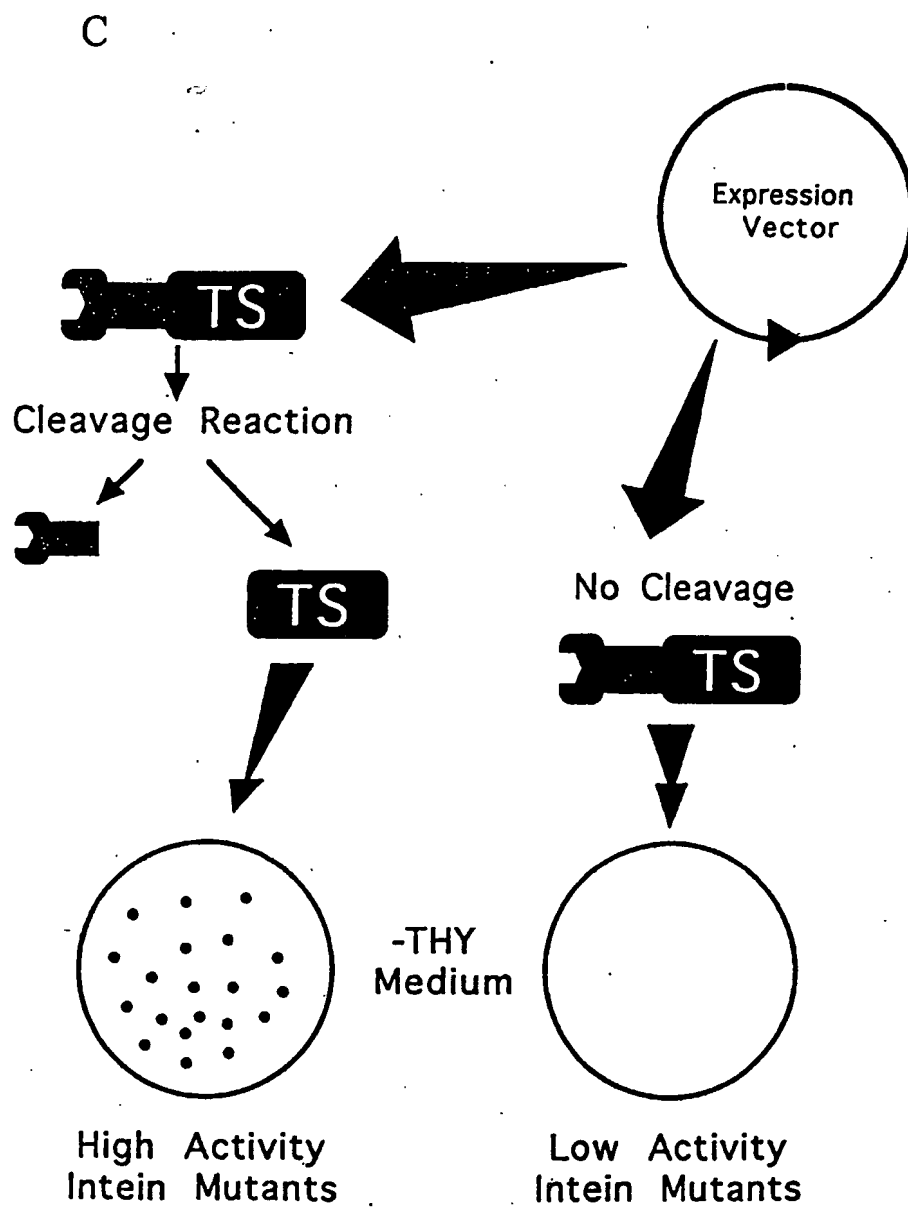 C
Expression
Vector
TS
Cleavage Reaction
TS
No Cleavage
TS
-THY
Medium
High Activity
Intein Mutants
Low Activity
Intein Mutants